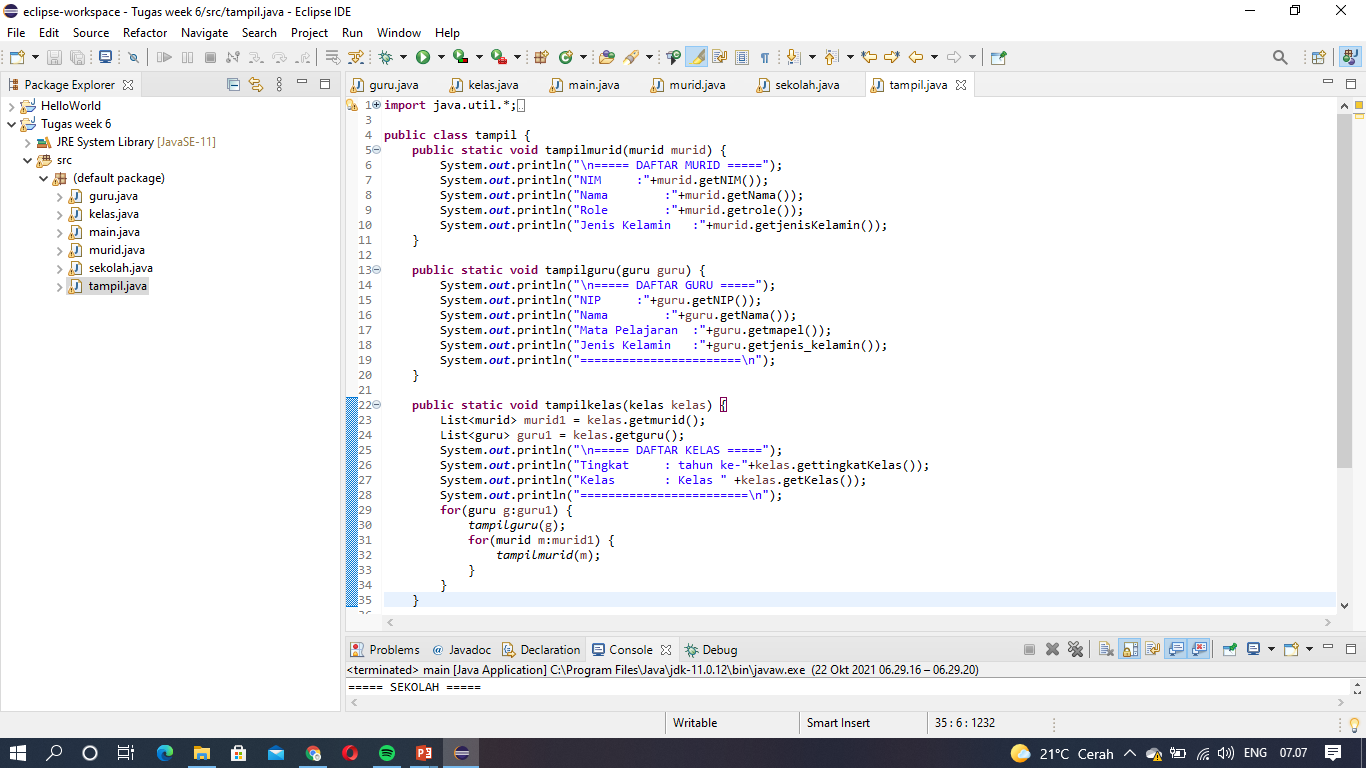 eclipse-workspace - Tugas week 6/src/tampil.java - Eclipse IDE
File Edit Source Refactor Navigate Search Project Run Window Help
Package Explorer
HelloWorld
Tugas week 6
JRE System Library [JavaSE-11]
src
(default package)
guru.java
kelas.java
main.java
murid.java
sekolah.java
tampil.java
guru.java kelas.java main.java murid.java sekolah.java tampil.java
1 import java.util.*;
3
4 public class tampil {
5 public static void tampilmurid(murid murid) {
6 System.out.println("\n===== DAFTAR MURID =====");
7 System.out.println("NIM     :"+murid.getNIM());
8 System.out.println("Nama        :"+murid.getNama());
9 System.out.println("Role        :"+murid.getrole());
10 System.out.println("Jenis Kelamin   :"+murid.getjenisKelamin());
11 }
12
13 public static void tampilguru(guru guru) {
14 System.out.println("\n===== DAFTAR GURU =====");
15 System.out.println("NIP     :"+guru.getNIP());
16 System.out.println("Nama        :"+guru.getNama());
17 System.out.println("Mata Pelajaran  :"+guru.getmapel());
18 System.out.println("Jenis Kelamin   :"+guru.getjenis_kelamin());
19 System.out.println("=======================\n");
20 }
21
22 public static void tampilkelas(kelas kelas) {
23 List<murid> murid1 = kelas.getmurid();
24 List<guru> guru1 = kelas.getguru();
25 System.out.println("\n===== DAFTAR KELAS =====");
26 System.out.println("Tingkat     : tahun ke-"+kelas.gettingkatKelas());
27 System.out.println("Kelas       : Kelas " +kelas.getKelas());
28 System.out.println("========================\n");
29 for(guru g:guru1) {
30 tampilguru(g);
31 for(murid m:murid1) {
32 tampilmurid(m);
33 }
34 }
35 }
Problems @ Javadoc Declaration Console Debug
<terminated> main [Java Application] C:\Program Files\Java\jdk-11.0.12\bin\javaw.exe (22 Okt 2021 06.29.16 – 06.29.20)
===== SEKOLAH =====
Writable Smart Insert 35 : 6 : 1232
21°C Cerah ENG 07.07